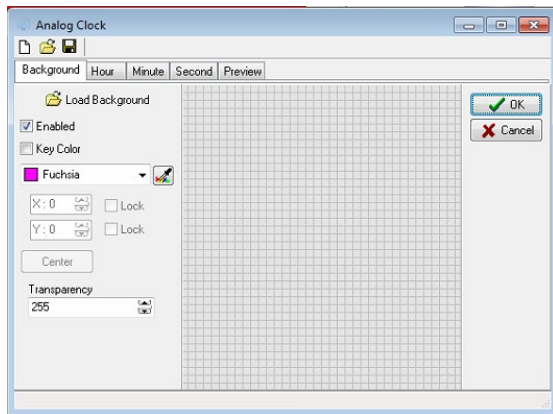 Analog Clock
Background Hour Minute Second Preview
Load Background
OK
Enabled
Cancel
Key Color
Fuchsia
X: 0 Lock
Y: 0 Lock
Center
Transparency
255